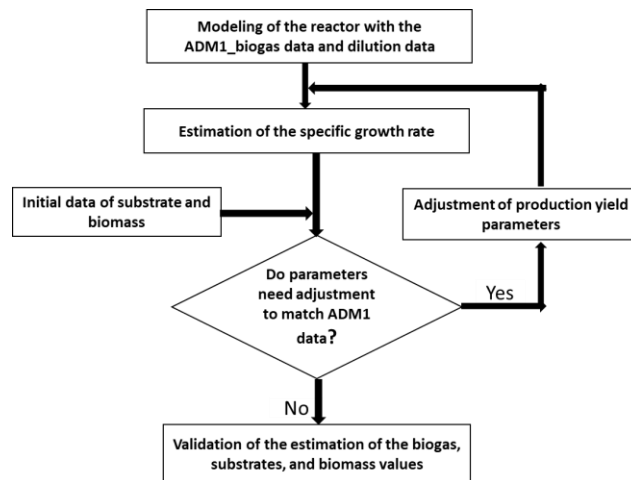 Modeling of the reactor with the
ADM1_biogas data and dilution data
Estimation of the specific growth rate
Initial data of substrate and
biomass
Adjustment of production yield
parameters
Do parameters
need adjustment
to match ADM1
data?
Yes
No
Validation of the estimation of the biogas,
substrates, and biomass values